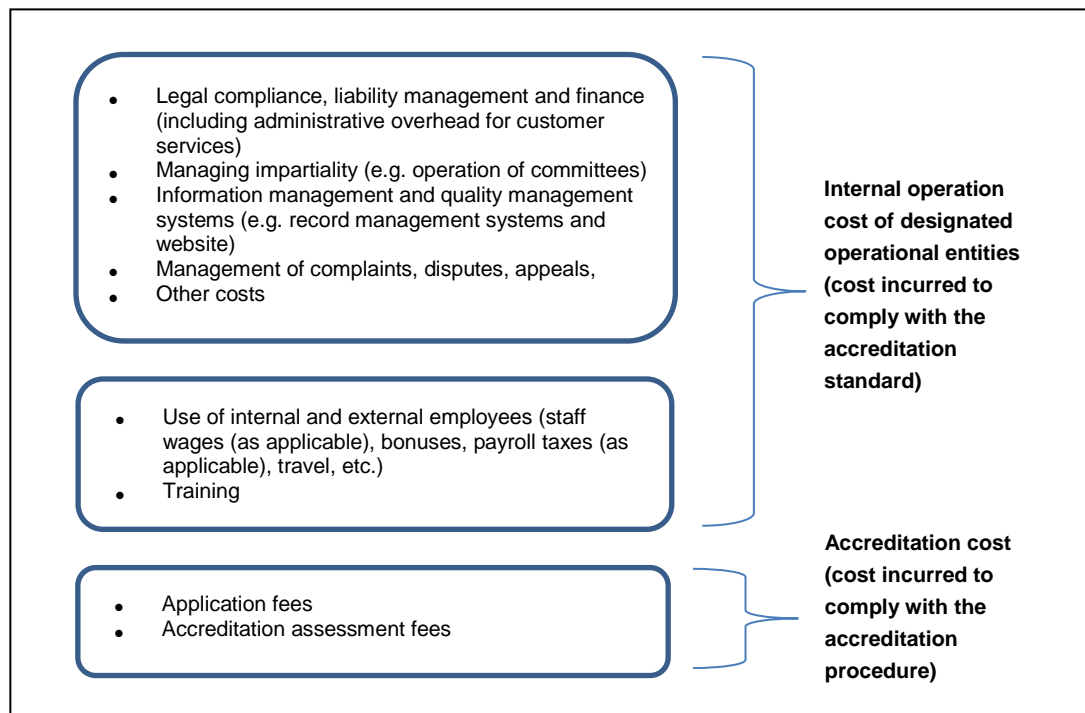 ● Legal compliance, liability management and finance
(including administrative overhead for customer
services)
● Managing impartiality (e.g. operation of committees)
● Information management and quality management
systems (e.g. record management systems and
website)
● Management of complaints, disputes, appeals,
● Other costs
Internal operation
cost of designated
operational entities
(cost incurred to
comply with the
accreditation
standard)
● Use of internal and external employees (staff
wages (as applicable), bonuses, payroll taxes (as
applicable), travel, etc.)
● Training
Accreditation cost
(cost incurred to
comply with the
accreditation
procedure)
● Application fees
● Accreditation assessment fees